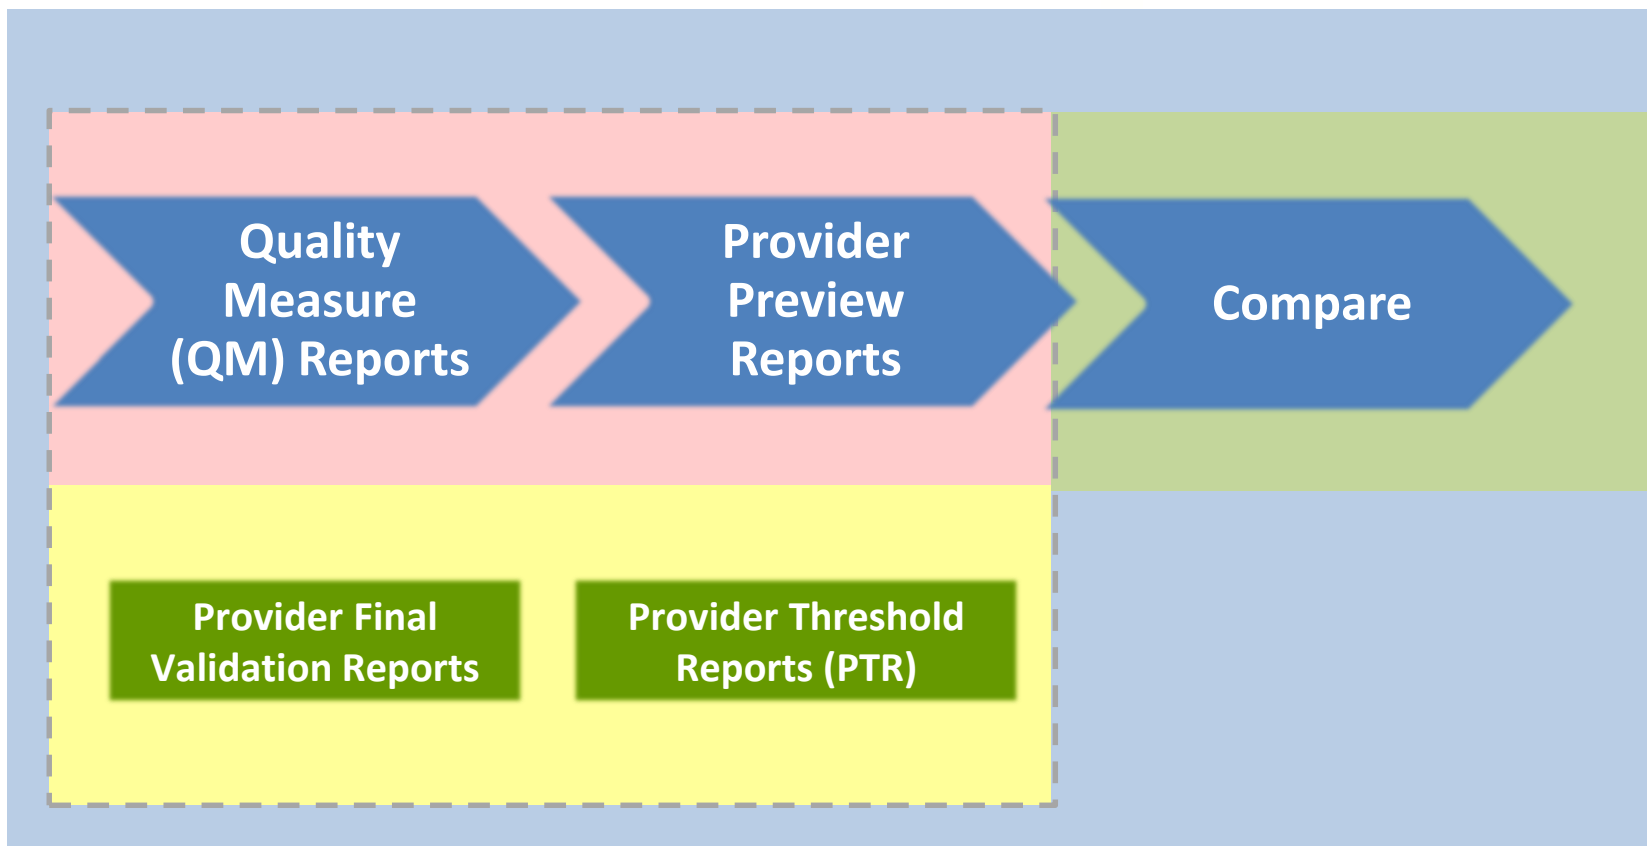 Quality
Measure
(QM) Reports
Provider
Preview
Reports
Compare
Provider Final
Validation Reports
Provider Threshold
Reports (PTR)